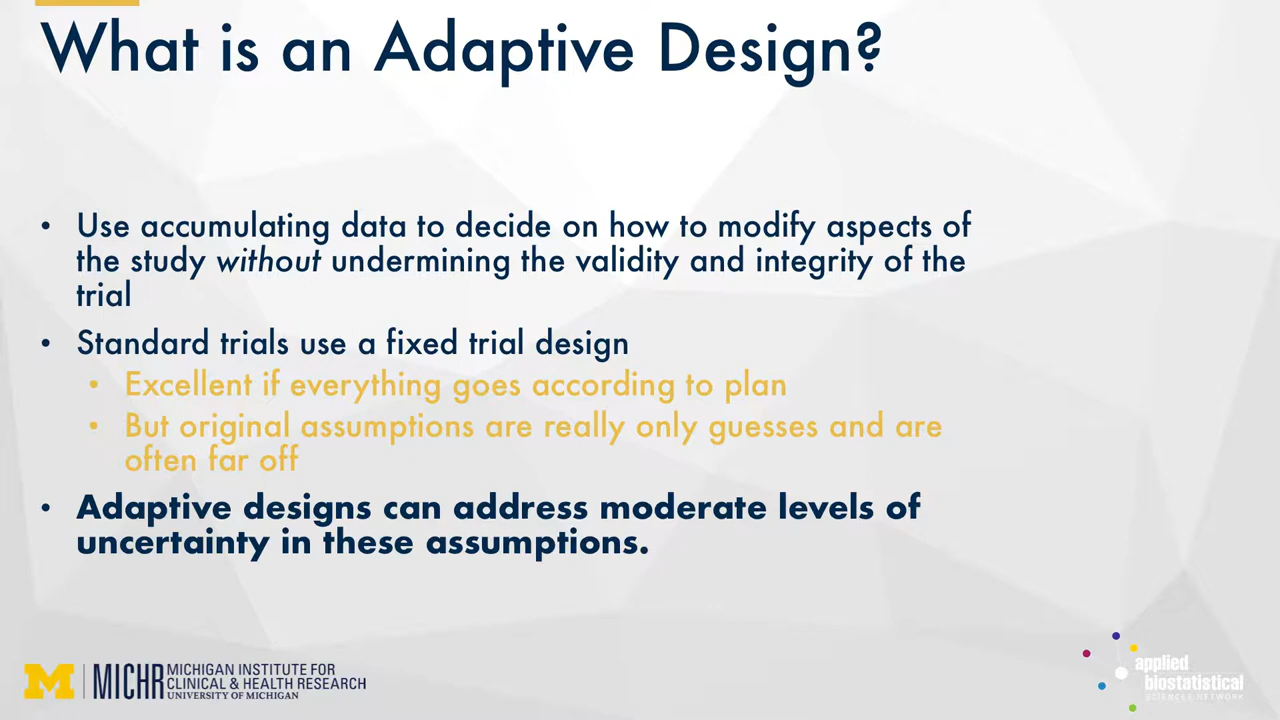 What is an Adaptive Design?
• Use accumulating data to decide on how to modify aspects of
the study without undermining the validity and integrity of the
trial
• Standard trials use a fixed trial design
• Excellent if everything goes according to plan
• But original assumptions are really only guesses and are
often far off
• Adaptive designs can address moderate levels of
uncertainty in these assumptions.
M MICHR MICHIGAN INSTITUTE FOR
CLINICAL & HEALTH RESEARCH
UNIVERSITY OF MICHIGAN
applied
biostatistical
SCIENCES NETWORK